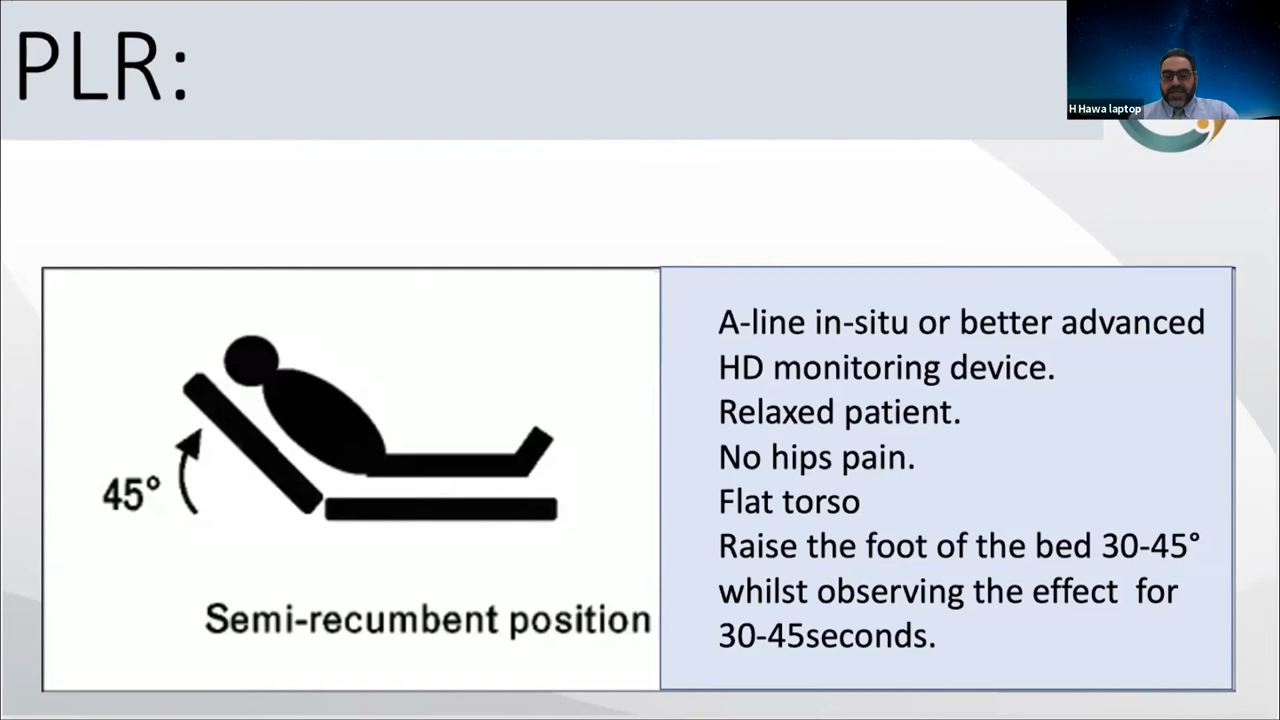 PLR:
H Hawa laptop
45°
Semi-recumbent position
A-line in-situ or better advanced
HD monitoring device.
Relaxed patient.
No hips pain.
Flat torso
Raise the foot of the bed 30-45°
whilst observing the effect for
30-45seconds.